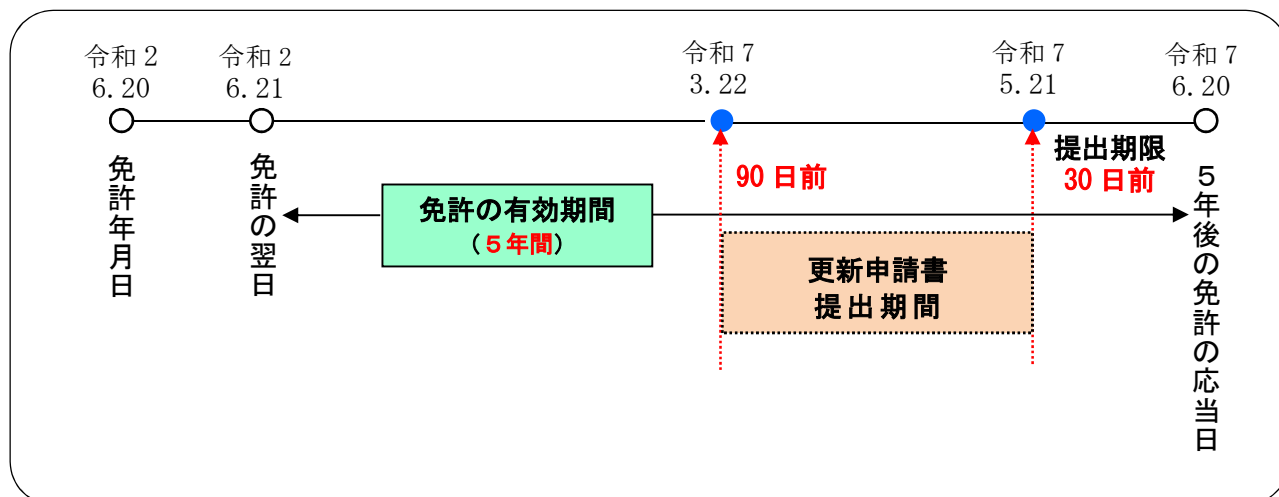 令和２
6.20
令和２
6.21
令和７
3.22
令和７
5.21
令和７
6.20
免許年月日
免許の翌日
90 日前
提出期限
30 日前
5年後の免許の応当日
免許の有効期間
（５年間）
更新申請書
提出期間